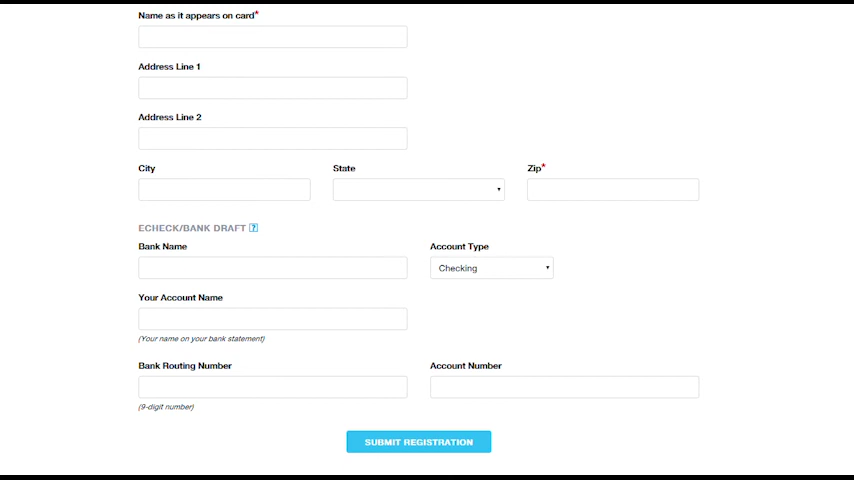 Name as it appears on card*
Address Line 1
Address Line 2
City State Zip*
ECHECK/BANK DRAFT ?
Bank Name Account Type
Checking
Your Account Name
(Your name on your bank statement)
Bank Routing Number Account Number
(9-digit number)
SUBMIT REGISTRATION